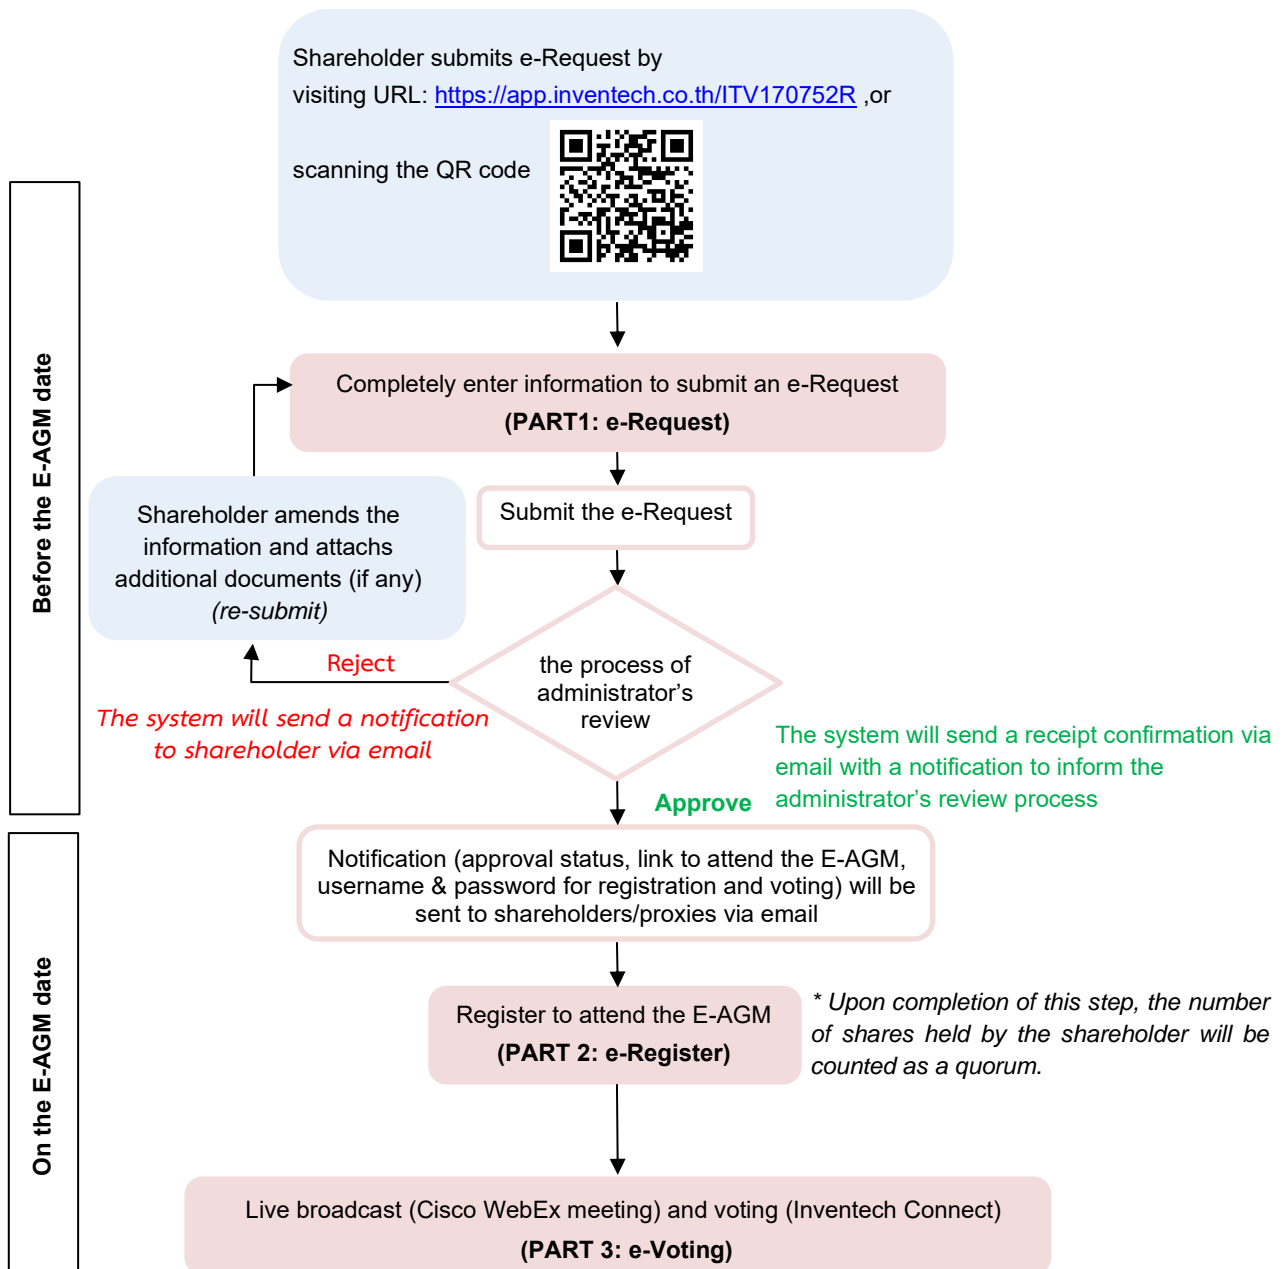 Shareholder submits e-Request by
visiting URL: https://app.inventech.co.th/ITV170752R ,or
scanning the QR code
Before the E-AGM date
Completely enter information to submit an e-Request
(PART1: e-Request)
Shareholder amends the
information and attachs
additional documents (if any)
(re-submit)
Submit the e-Request
Reject
the process of
administrator’s
review
The system will send a notification
to shareholder via email
The system will send a receipt confirmation via
email with a notification to inform the
administrator’s review process
Approve
On the E-AGM date
Notification (approval status, link to attend the E-AGM,
username & password for registration and voting) will be
sent to shareholders/proxies via email
Register to attend the E-AGM
(PART 2: e-Register)
* Upon completion of this step, the number
of shares held by the shareholder will be
counted as a quorum.
Live broadcast (Cisco WebEx meeting) and voting (Inventech Connect)
(PART 3: e-Voting)